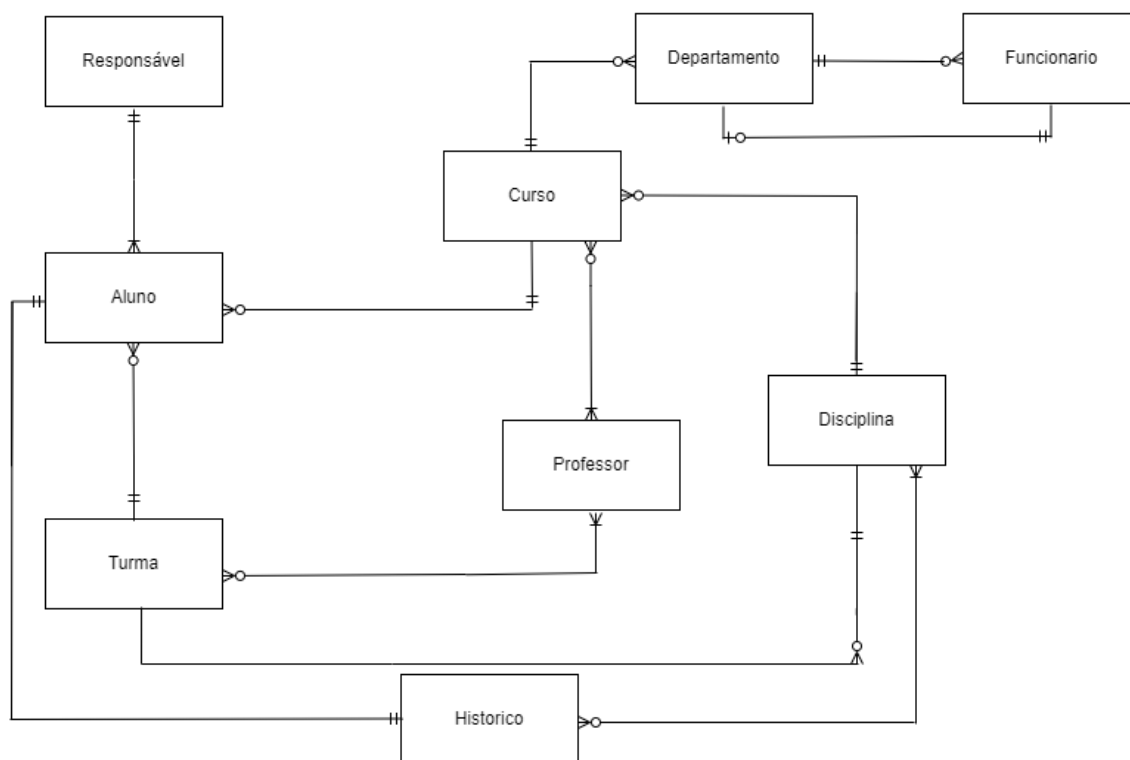 Responsável
Departamento
Funcionario
Curso
Aluno
Disciplina
Professor
Turma
Historico